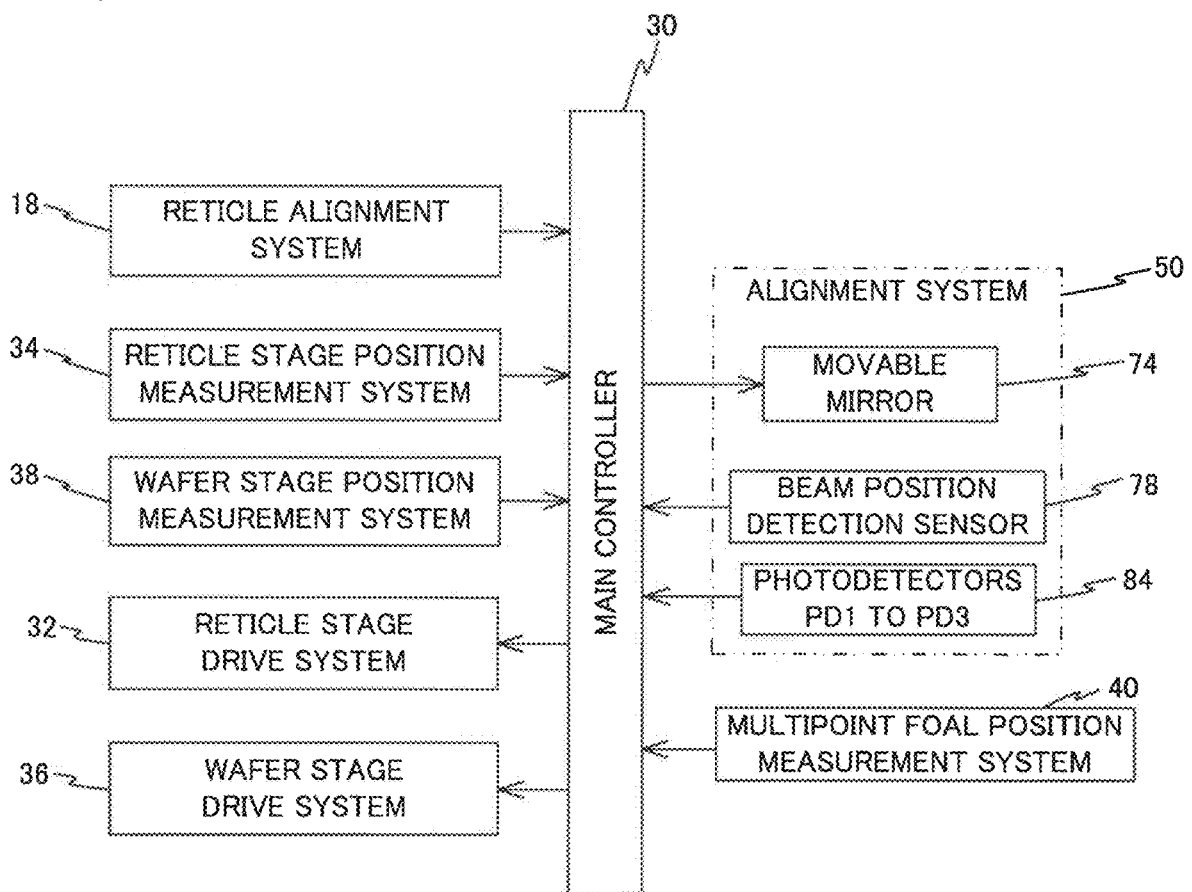 30
18
RETICLE ALIGNMENT
SYSTEM
34
RETICLE STAGE POSITION
MEASUREMENT SYSTEM
38
WAFER STAGE POSITION
MEASUREMENT SYSTEM
32
RETICLE STAGE
DRIVE SYSTEM
36
WAFER STAGE
DRIVE SYSTEM
MAIN CONTROLLER
50
ALIGNMENT SYSTEM
MOVABLE
MIRROR
74
BEAM POSITION
DETECTION SENSOR
78
PHOTODETECTORS
PD1 TO PD3
84
40
MULTIPOINT FOAL POSITION
MEASUREMENT SYSTEM